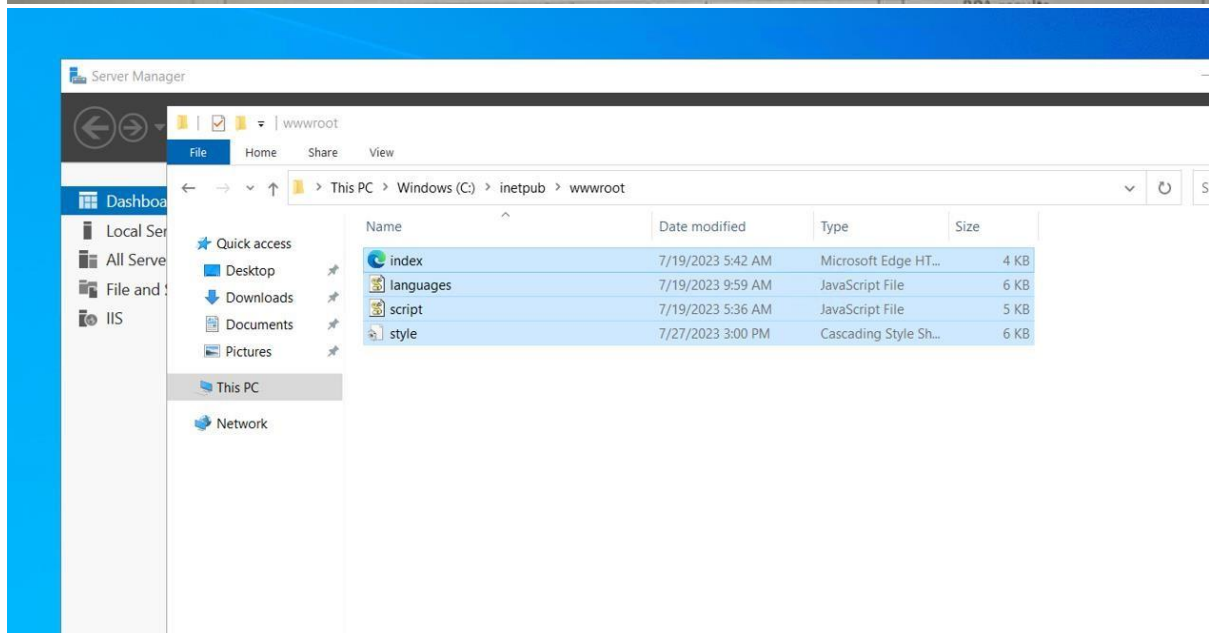 Server Manager
wwwroot
File Home Share View
This PC > Windows (C:) > inetpub > wwwroot
Dashboa
Local Ser
All Serve
File and S
IIS
Quick access
Desktop
Downloads
Documents
Pictures
This PC
Network
Name Date modified Type Size
index 7/19/2023 5:42 AM Microsoft Edge HT... 4 KB
languages 7/19/2023 9:59 AM JavaScript File 6 KB
script 7/19/2023 5:36 AM JavaScript File 5 KB
style 7/27/2023 3:00 PM Cascading Style Sh... 6 KB